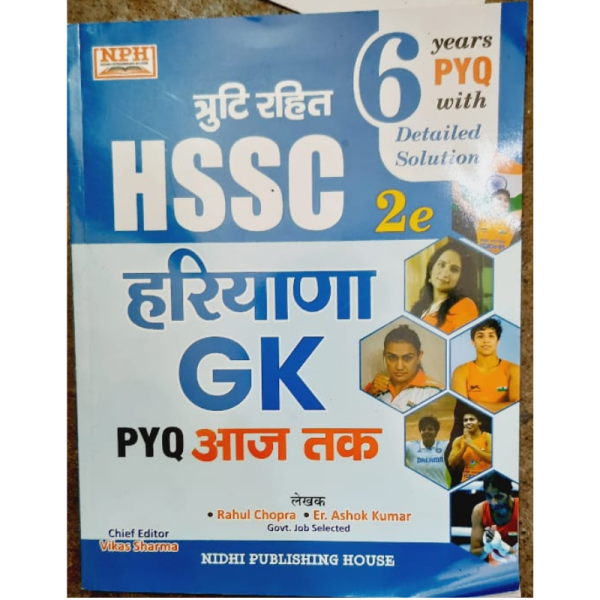 NPH
6 years
PYQ
with
Detailed
Solution
त्रुटि रहित
HSSC
2e
हरियाणा
GK
PYQ आज तक
लेखक
• Rahul Chopra • Er. Ashok Kumar
Govt. Job Selected
Chief Editor
Vikas Sharma
NIDHI PUBLISHING HOUSE